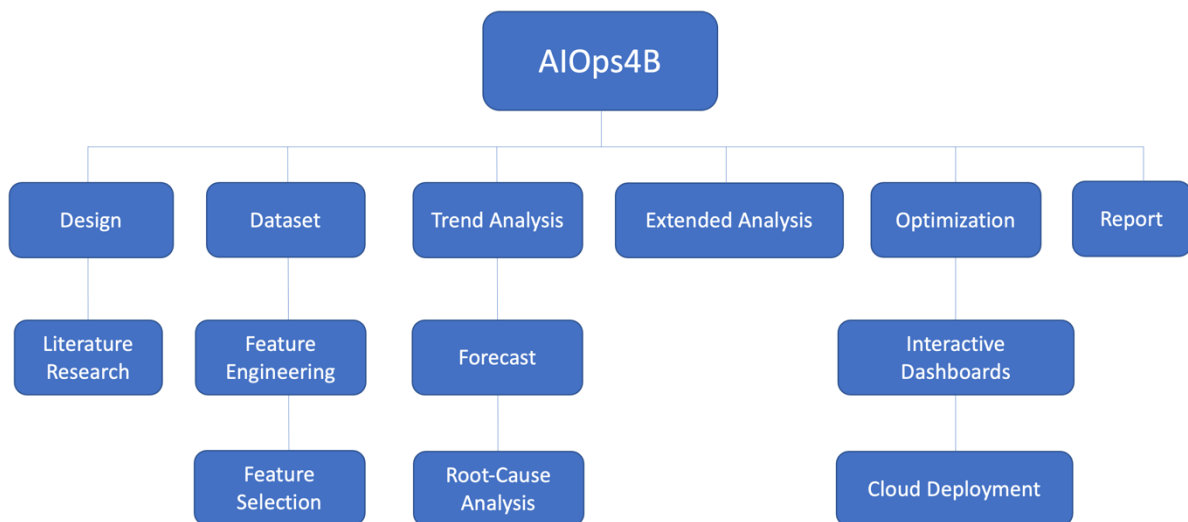 AIOps4B
Design
Dataset
Trend Analysis
Extended Analysis
Optimization
Report
Literature
Research
Feature
Engineering
Forecast
Interactive
Dashboards
Feature
Selection
Root-Cause
Analysis
Cloud Deployment